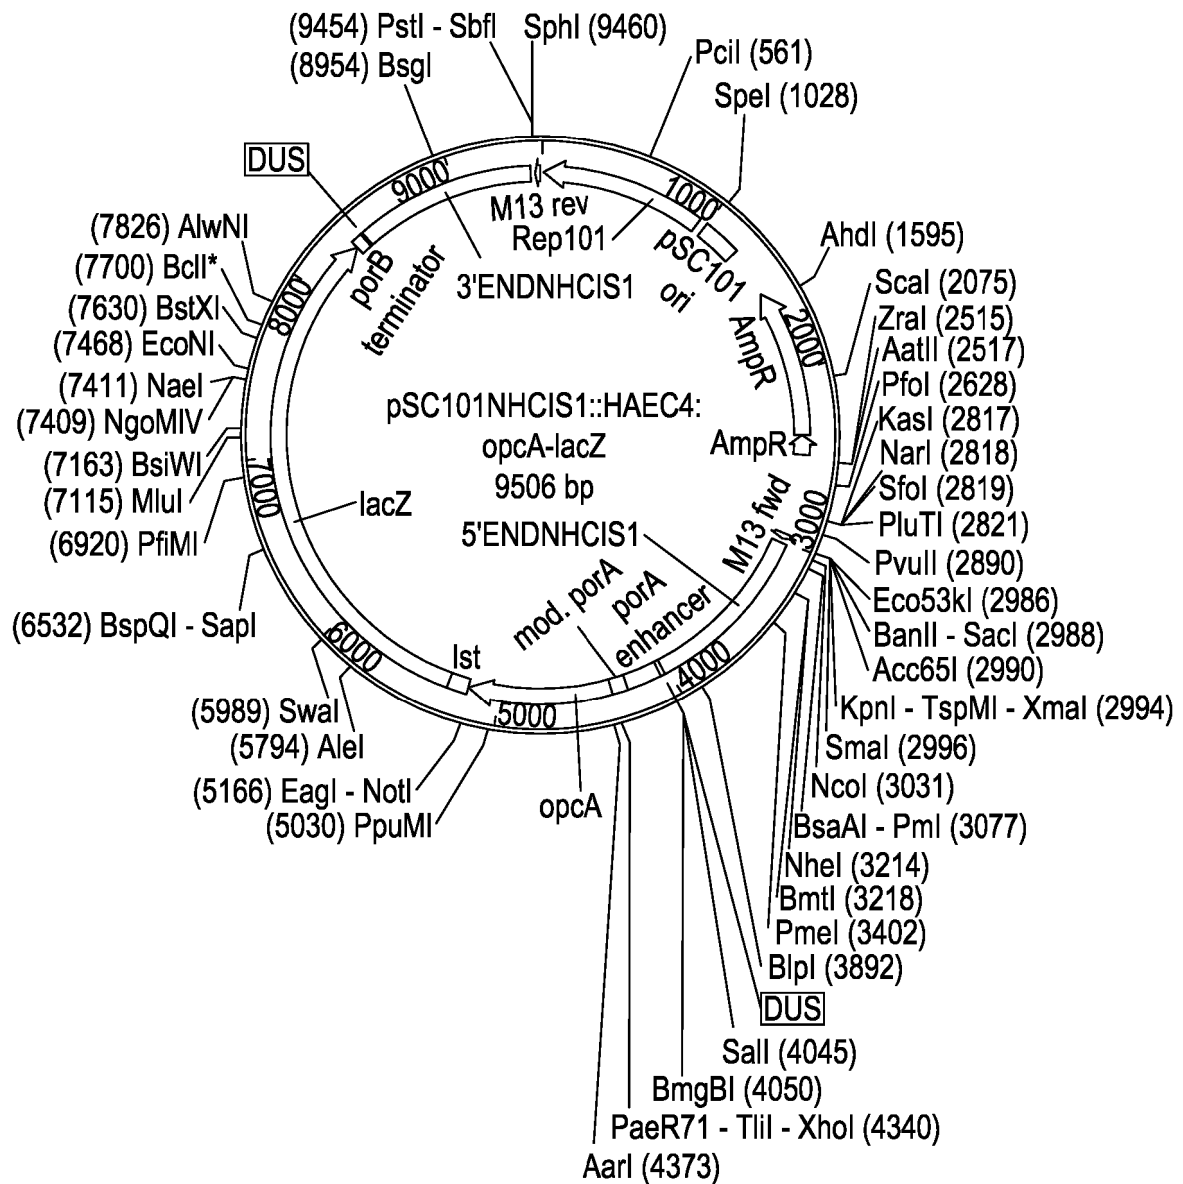 (9454) PstI - SbfI
SphI (9460)
(8954) BsgI
PciI (561)
SpeI (1028)
DUS
9000
1000
M13 rev
Rep101
pSC101
ori
AhdI (1595)
(7826) AlwNI
(7700) BclI*
(7630) BstXI
(7468) EcoNI
(7411) NaeI
(7409) NgoMIV
(7163) BsiWI
(7115) MluI
(6920) PfiMI
(6532) BspQI - SapI
8000
porB
terminator
3'ENDNHCIS1
AmpR
2000
ScaI (2075)
ZraI (2515)
AatII (2517)
PfoI (2628)
KasI (2817)
NarI (2818)
SfoI (2819)
PluTI (2821)
PvuII (2890)
Eco53kI (2986)
BanII - SacI (2988)
Acc65I (2990)
KpnI - TspMI - XmaI (2994)
SmaI (2996)
NcoI (3031)
BsaAI - PmI (3077)
NheI (3214)
BmtI (3218)
PmeI (3402)
BlpI (3892)
DUS
SalI (4045)
BmgBI (4050)
PaeR71 - TliI - XhoI (4340)
AarI (4373)
pSC101NHCIS1::HAEC4:
opcA-lacZ
9506 bp
AmpR
5'ENDNHCIS1
M13 fwd
3000
7000
lacZ
mod. porA
porA
enhancer
4000
6000
lst
5000
(5989) SwaI
(5794) AleI
(5166) EagI - NotI
(5030) PpuMI
opcA